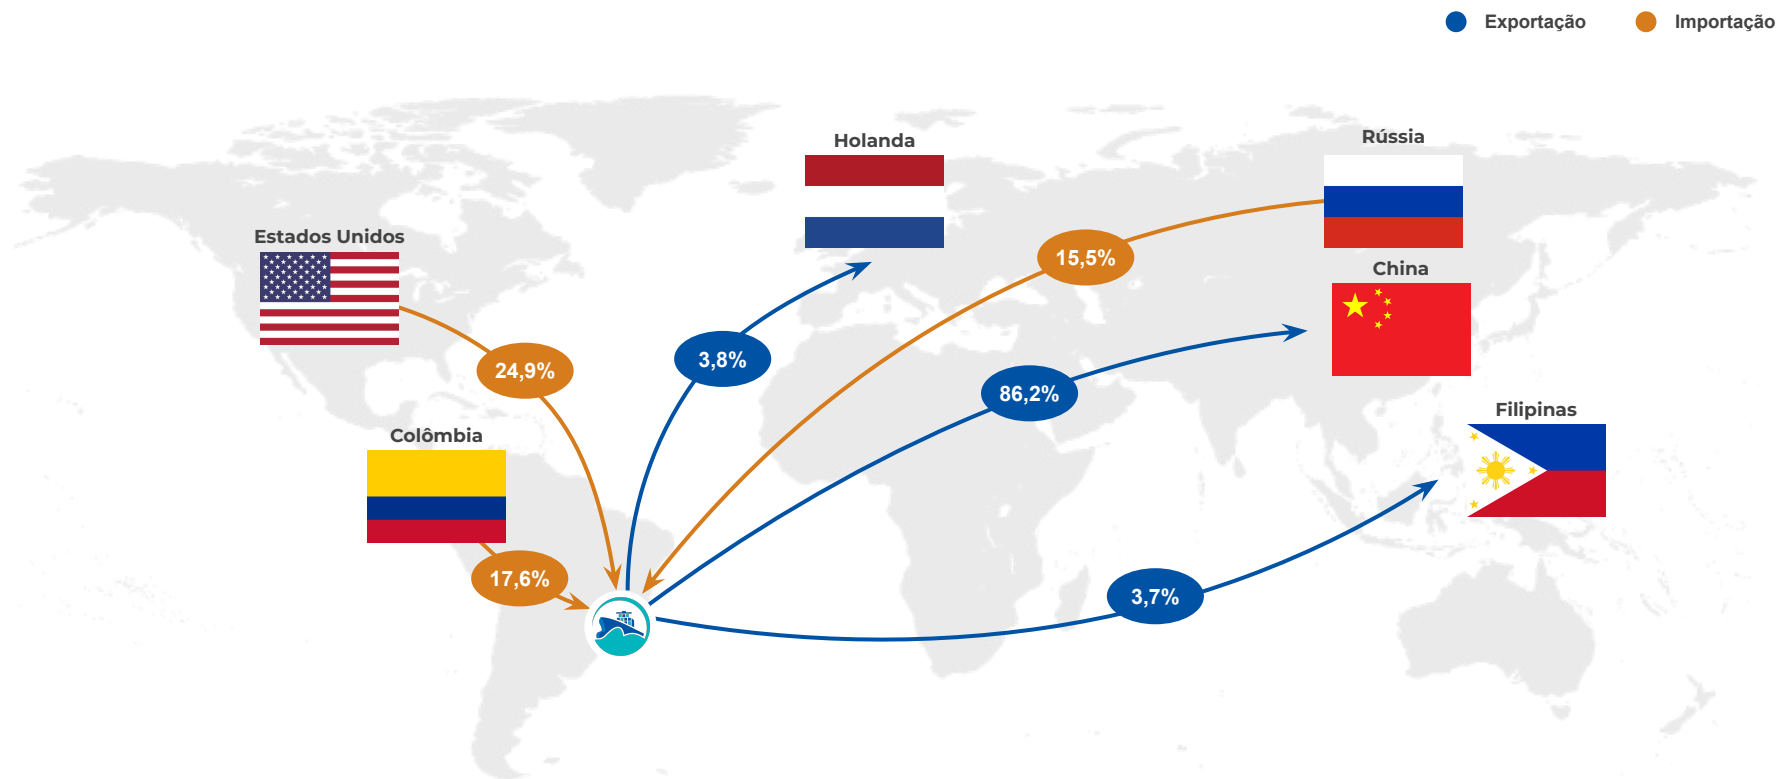 Exportação
Importação
Holanda
Rússia
Estados Unidos
15,5%
China
24,9%
3,8%
86,2%
Filipinas
Colômbia
17,6%
3,7%